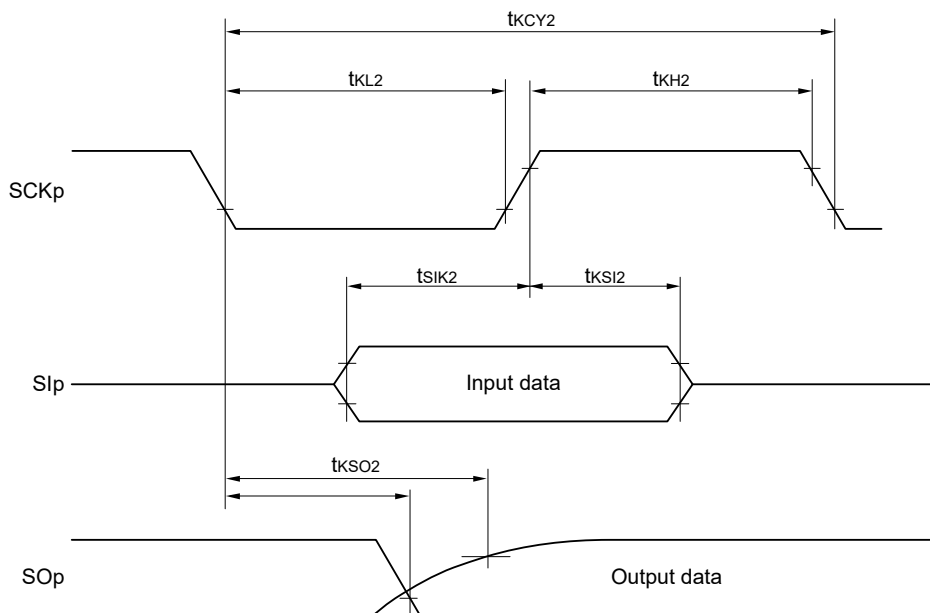 tKCY2
tKL2
tKH2
SCKp
tSIK2
tKSI2
SIp
Input data
tKSO2
SOp
Output data